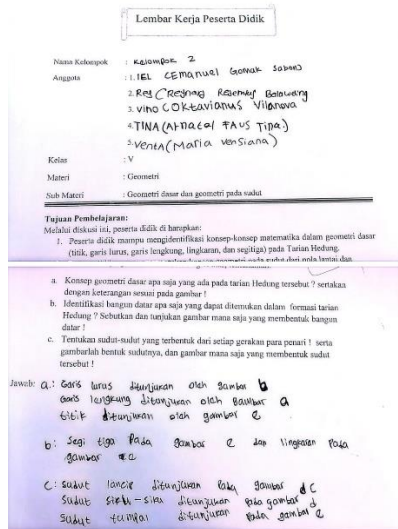 Lembar Kerja Peserta Didik
Nama Kelompok : Kelompok 2
Anggota : 1. IEL (Emanuel Gomuk Sabon)
2. Reg (Regnald
3. Vino (Oktavianus Vilanova
4. TINA (Arnatal Faus Tina.)
5. Venta (Maria Vensiana)
Kelas : V
Materi : Geometri
Sub Materi : Geometri dasar dan geometri pada sudut
Tujuan Pembelajaran:
Melalui diskusi ini, peserta didik di harapkan:
1. Peserta didik mampu mengidentifikasi konsep-konsep matematika dalam geometri dasar
(titik, garis lurus, garis lengkung, lingkaran, dan segitiga) pada Tarian Hedung.
a. Konsep geometri dasar apa saja yang ada pada tarian Hedung tersebut ? sertakan
dengan keterangan sesuai pada gambar !
b. Identifikasi bangun datar apa saja yang dapat ditemukan dalam formasi tarian
Hedung ? Sebutkan dan tunjukan gambar mana saja yang membentuk bangun
datar !
c. Tentukan sudut-sudut yang terbentuk dari setiap gerakan para penari ! serta
gambarlah bentuk sudutnya, dan gambar mana saja yang membentuk sudut
tersebut !
Jawab: a. : Garis lurus ditunjukan oleh gambar b
Garis lengkung ditunjukan oleh gambar a
titik ditunjukan olah gambar e
b : Segi tiga Pada gambar e dan lingkaran Pada
gambar
C : sudut lancip ditunjukan Pada gambar C
Sudut siku-siku ditunjukan Pada gambar d
Sudut tumpul ditunjukan Pada gambar e